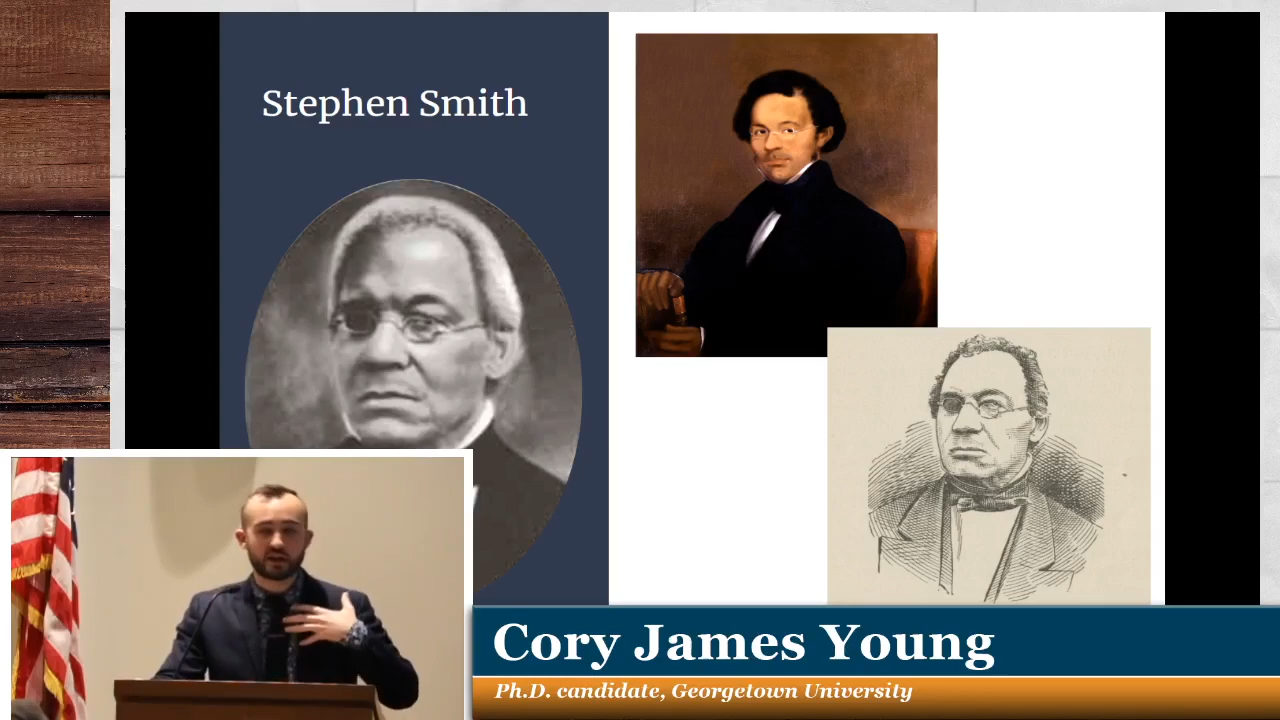 Stephen Smith
Cory James Young
Ph.D. candidate, Georgetown University